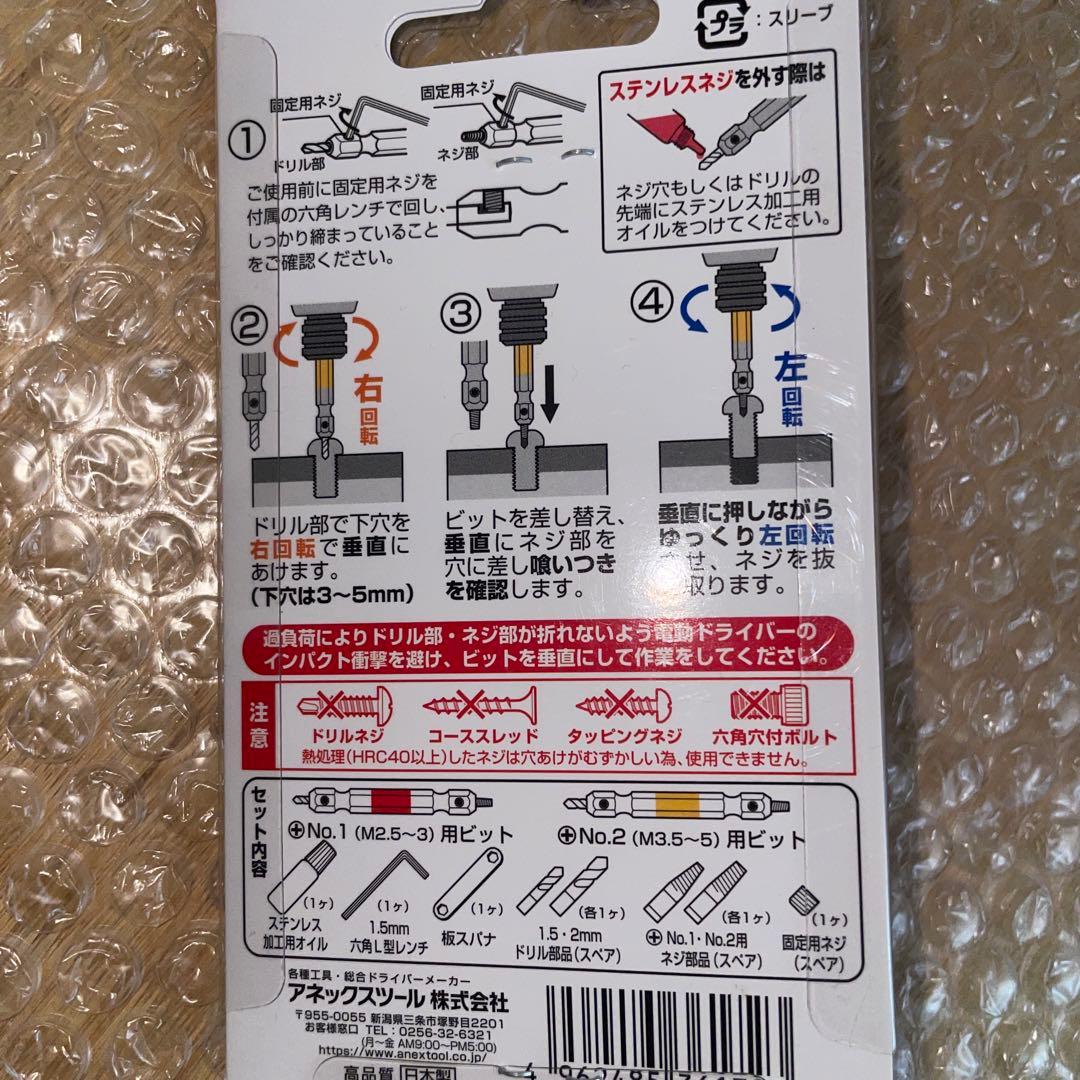 プラ：スリーブ
ステンレスネジを外す際は
ネジ穴もしくはドリルの
先端にステンレス加工用
オイルをつけてください。
①
固定用ネジ
ドリル部
固定用ネジ
ネジ部
ご使用前に固定用ネジを
付属の六角レンチで回し、
しっかり締まっていること
をご確認ください。
②
右回転
ドリル部で下穴を
右回転で垂直に
あけます。
(下穴は3～5mm)
③
ビットを差し替え、
垂直にネジ部を
穴に差し喰いつき
を確認します。
④
左回転
垂直に押しながら
ゆっくり左回転
させ、ネジを抜
取ります。
過負荷によりドリル部・ネジ部が折れないよう電動ドライバーの
インパクト衝撃を避け、ビットを垂直にして作業をしてください。
注意
ドリルネジ
コーススレッド
タッピングネジ
六角穴付ボルト
熱処理(HRC40以上)したネジは穴あけがむずかしい為、使用できません。
セット内容
No.1 (M2.5～3) 用ビット
No.2 (M3.5～5) 用ビット
(1ヶ)
ステンレス
加工用オイル
(1ヶ)
1.5mm
六角L型レンチ
(1ヶ)
板スパナ
(各1ヶ)
1.5・2mm
ドリル部品(スペア)
(各1ヶ)
No.1・No.2用
ネジ部品(スペア)
(1ヶ)
固定用ネジ
(スペア)
各種工具・総合ドライバーメーカー
アネックスツール 株式会社
〒955-0055 新潟県三条市塚野目2201
お客様窓口 TEL：0256-32-6321
(月～金 AM9:00～PM5:00)
https://www.anextool.co.jp/
高品質 日本製